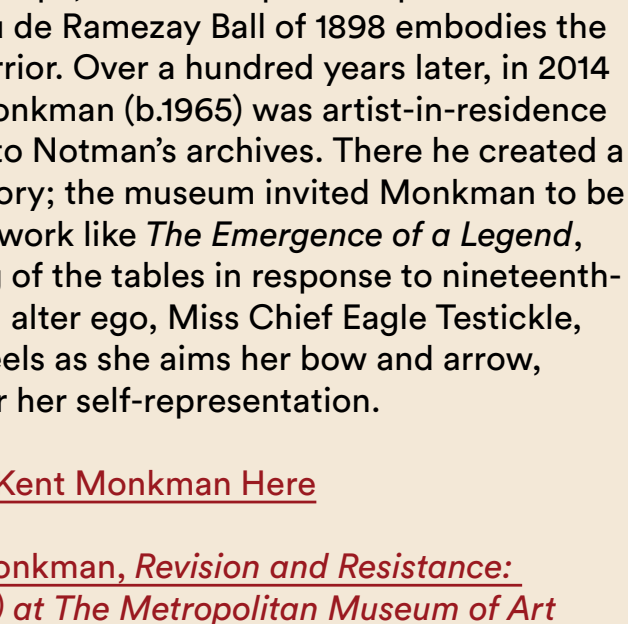 de Ramezay Ball of 1898 embodies the
rrior. Over a hundred years later, in 2014
onkman (b.1965) was artist-in-residence
to Notman’s archives. There he created a
ory; the museum invited Monkman to be
work like The Emergence of a Legend,
g of the tables in response to nineteenth-
alter ego, Miss Chief Eagle Testickle,
eels as she aims her bow and arrow,
r her self-representation.
Kent Monkman Here
onkman, Revision and Resistance:
) at The Metropolitan Museum of Art